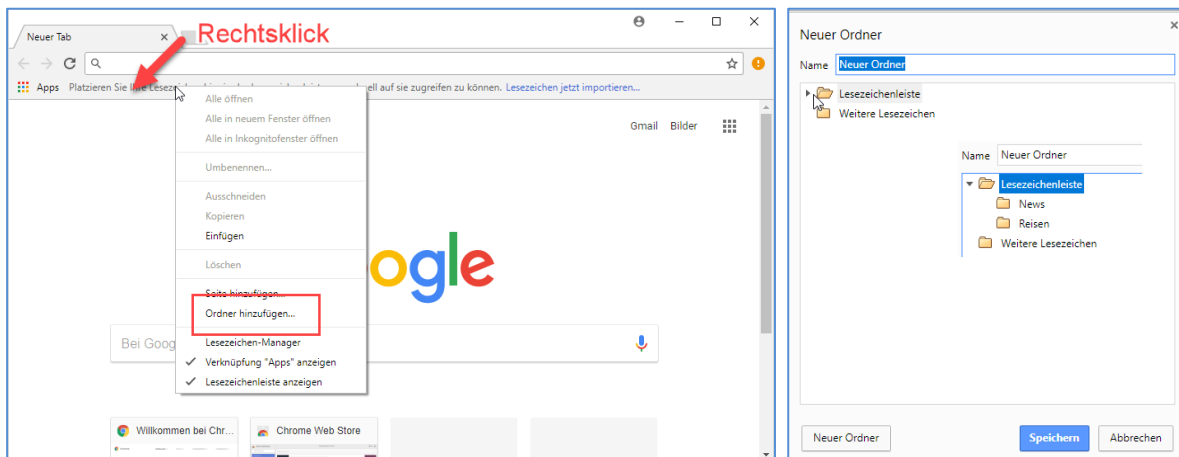 Neuer Tab
Rechtsklick
Apps Platzieren Sie Ihre Lesezeichen ell auf sie zugreifen zu können. Lesezeichen jetzt importieren...
Gmail Bilder
Alle öffnen
Alle in neuem Fenster öffnen
Alle in Inkognitofenster öffnen
Umbenennen...
Ausschneiden
Kopieren
Einfügen
Löschen
Seite hinzufügen...
Ordner hinzufügen...
Lesezeichen-Manager
Verknüpfung "Apps" anzeigen
Lesezeichenleiste anzeigen
ogle
Bei Goog
Willkommen bei Chr...
Chrome Web Store
Neuer Ordner
Name Neuer Ordner
Lesezeichenleiste
Weitere Lesezeichen
Name Neuer Ordner
Lesezeichenleiste
News
Reisen
Weitere Lesezeichen
Neuer Ordner Speichern Abbrechen